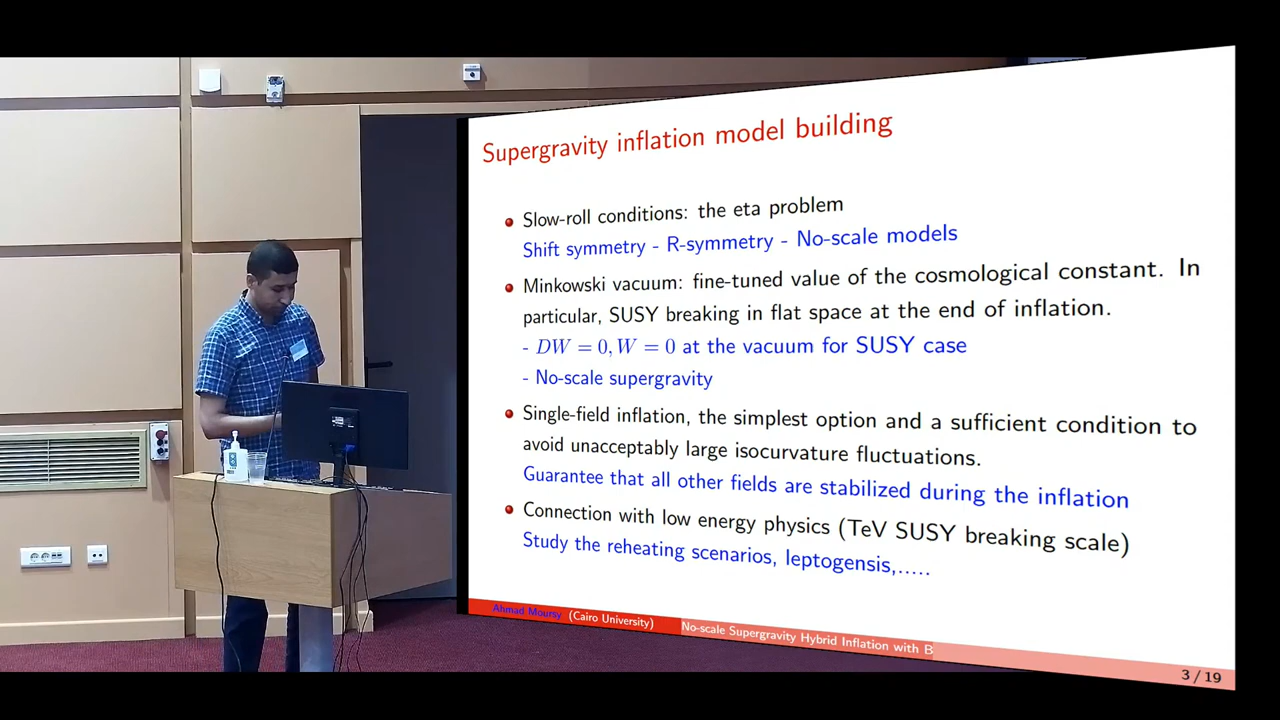 Supergravity inflation model building
Slow-roll conditions: the eta problem
Shift symmetry - R-symmetry - No-scale models
Minkowski vacuum: fine-tuned value of the cosmological constant. In
particular, SUSY breaking in flat space at the end of inflation.
- DW = 0, W = 0 at the vacuum for SUSY case
- No-scale supergravity
Single-field inflation, the simplest option and a sufficient condition to
avoid unacceptably large isocurvature fluctuations.
Guarantee that all other fields are stabilized during the inflation
Connection with low energy physics (TeV SUSY breaking scale)
Study the reheating scenarios, leptogensis,.....
Ahmad Moursy (Cairo University) No-scale Supergravity Hybrid Inflation with B
3 / 19